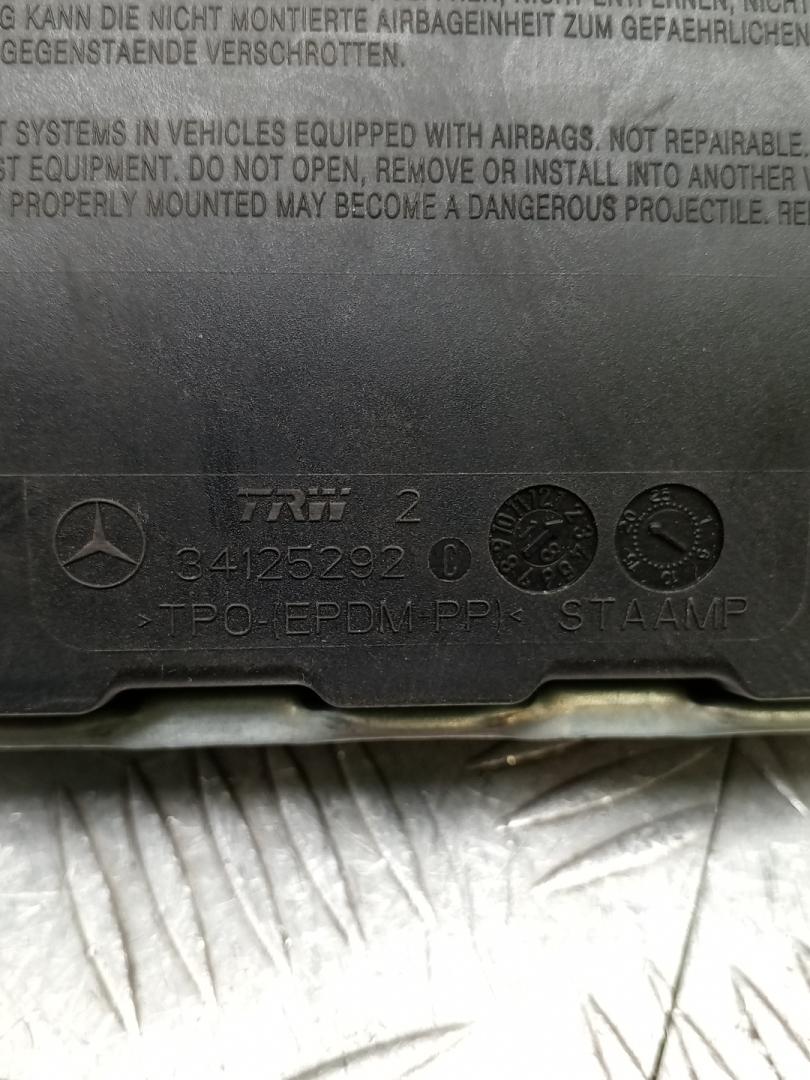 G KANN DIE NICHT MONTIERTE AIRBAGEINHEIT ZUM GEFAEHRLICHEN
GEGENSTAENDE VERSCHROTTEN.
T SYSTEMS IN VEHICLES EQUIPPED WITH AIRBAGS. NOT REPAIRABLE.
ST EQUIPMENT. DO NOT OPEN, REMOVE OR INSTALL INTO ANOTHER V
PROPERLY MOUNTED MAY BECOME A DANGEROUS PROJECTILE. RE
TRW 2
34125292 C
>TPO-(EPDM-PP)< STAAMP